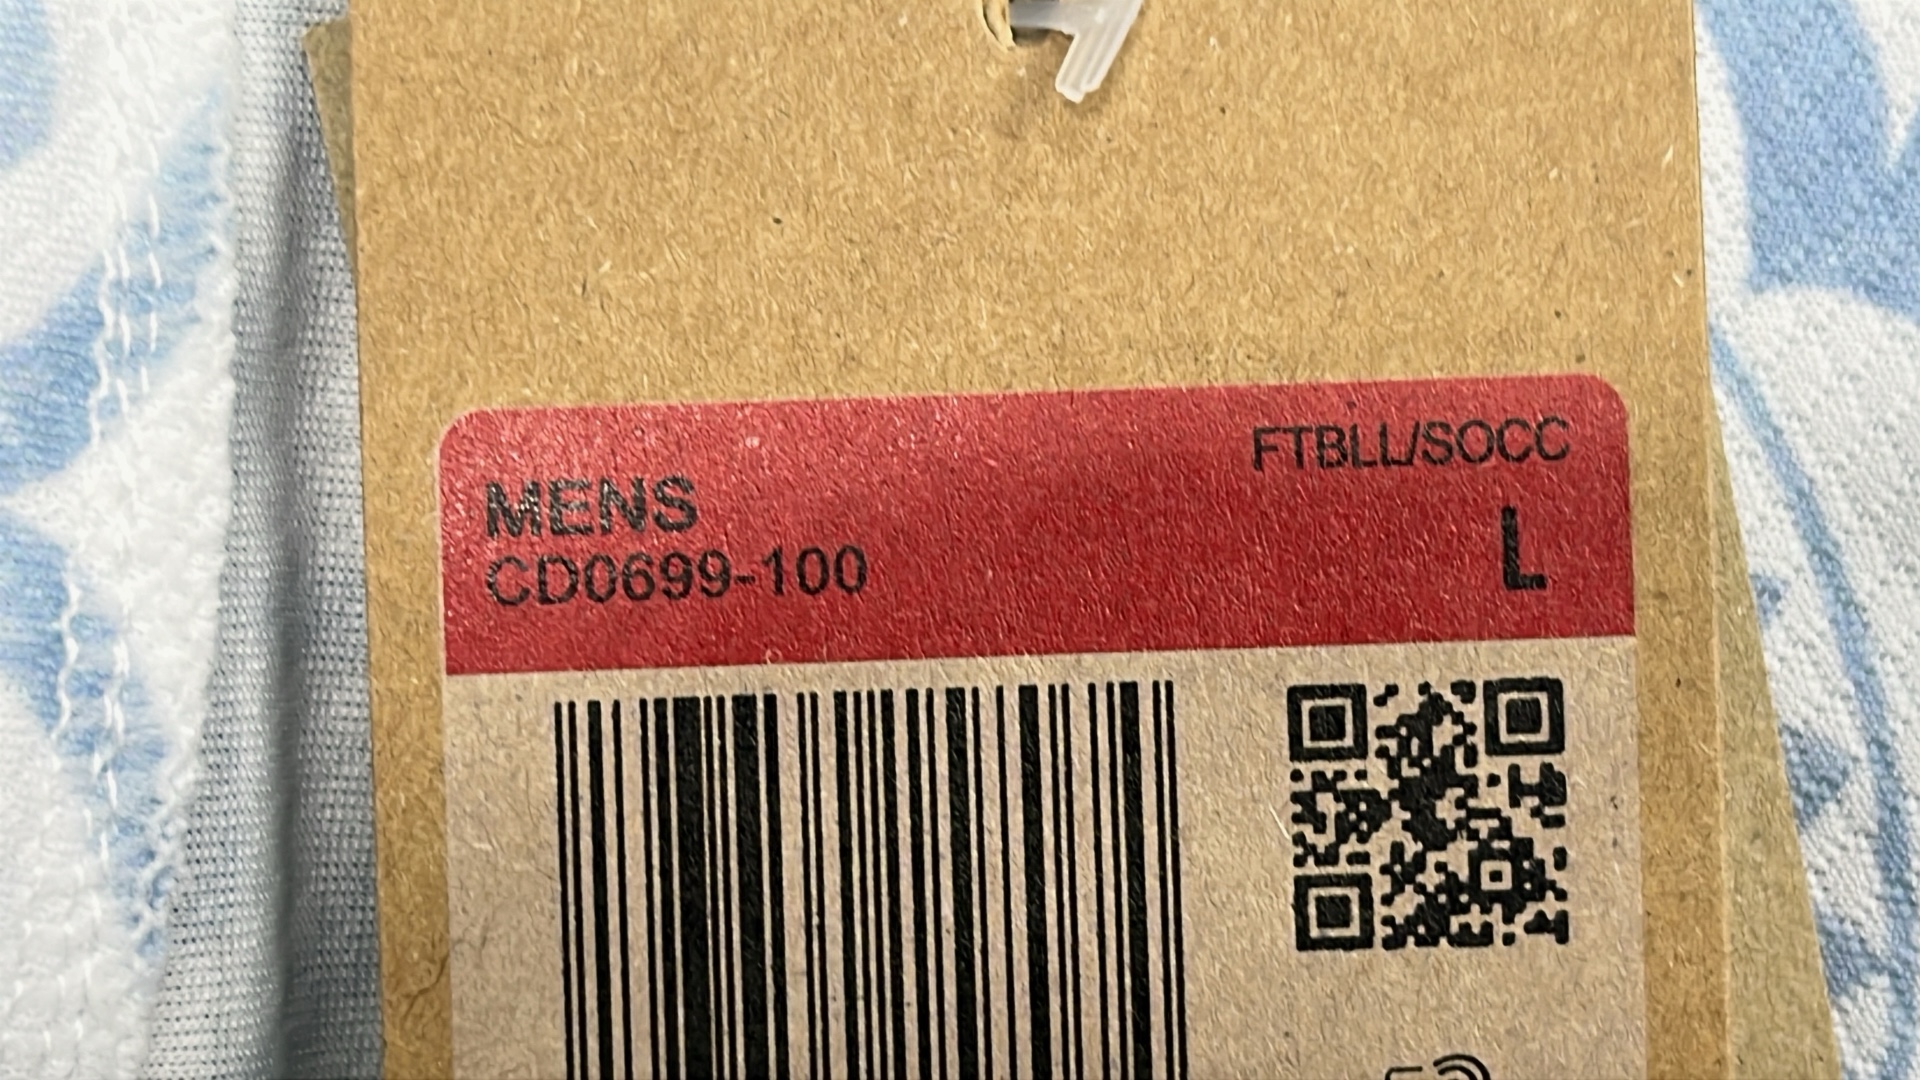 FTBLL/SOCC
MENS
L
CD0699-100